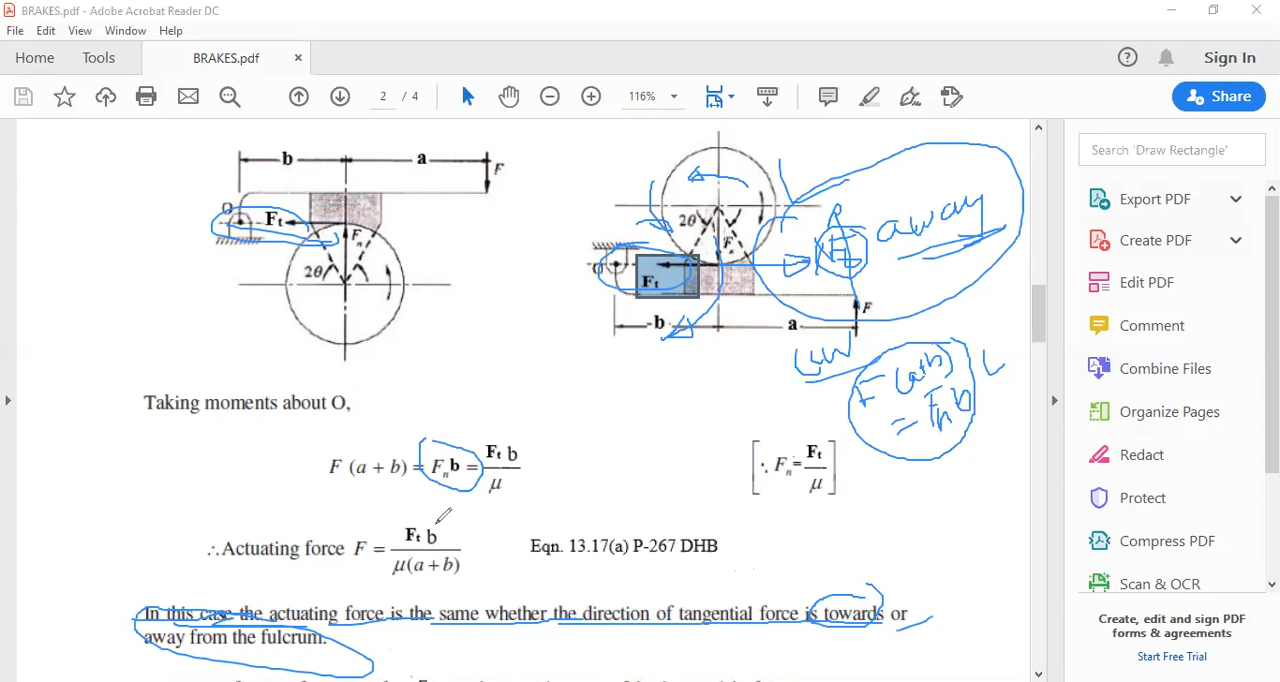 BRAKES.pdf - Adobe Acrobat Reader DC
File Edit View Window Help
Home Tools BRAKES.pdf × Sign In
2 / 4 116% Share
b a F
O Ft Fn
2θ
2θ Fn
O Ft
b a F
Ft
away
CCW
F (a+b)
= Fn b
Taking moments about O,
F (a + b) = Fn b = Ft b / μ [∴ Fn = Ft / μ]
∴Actuating force F = Ft b / μ(a + b) Eqn. 13.17(a) P-267 DHB
In this case the actuating force is the same whether the direction of tangential force is towards or
away from the fulcrum.
Search 'Draw Rectangle'
Export PDF
Create PDF
Edit PDF
Comment
Combine Files
Organize Pages
Redact
Protect
Compress PDF
Scan & OCR
Create, edit and sign PDF
forms & agreements
Start Free Trial